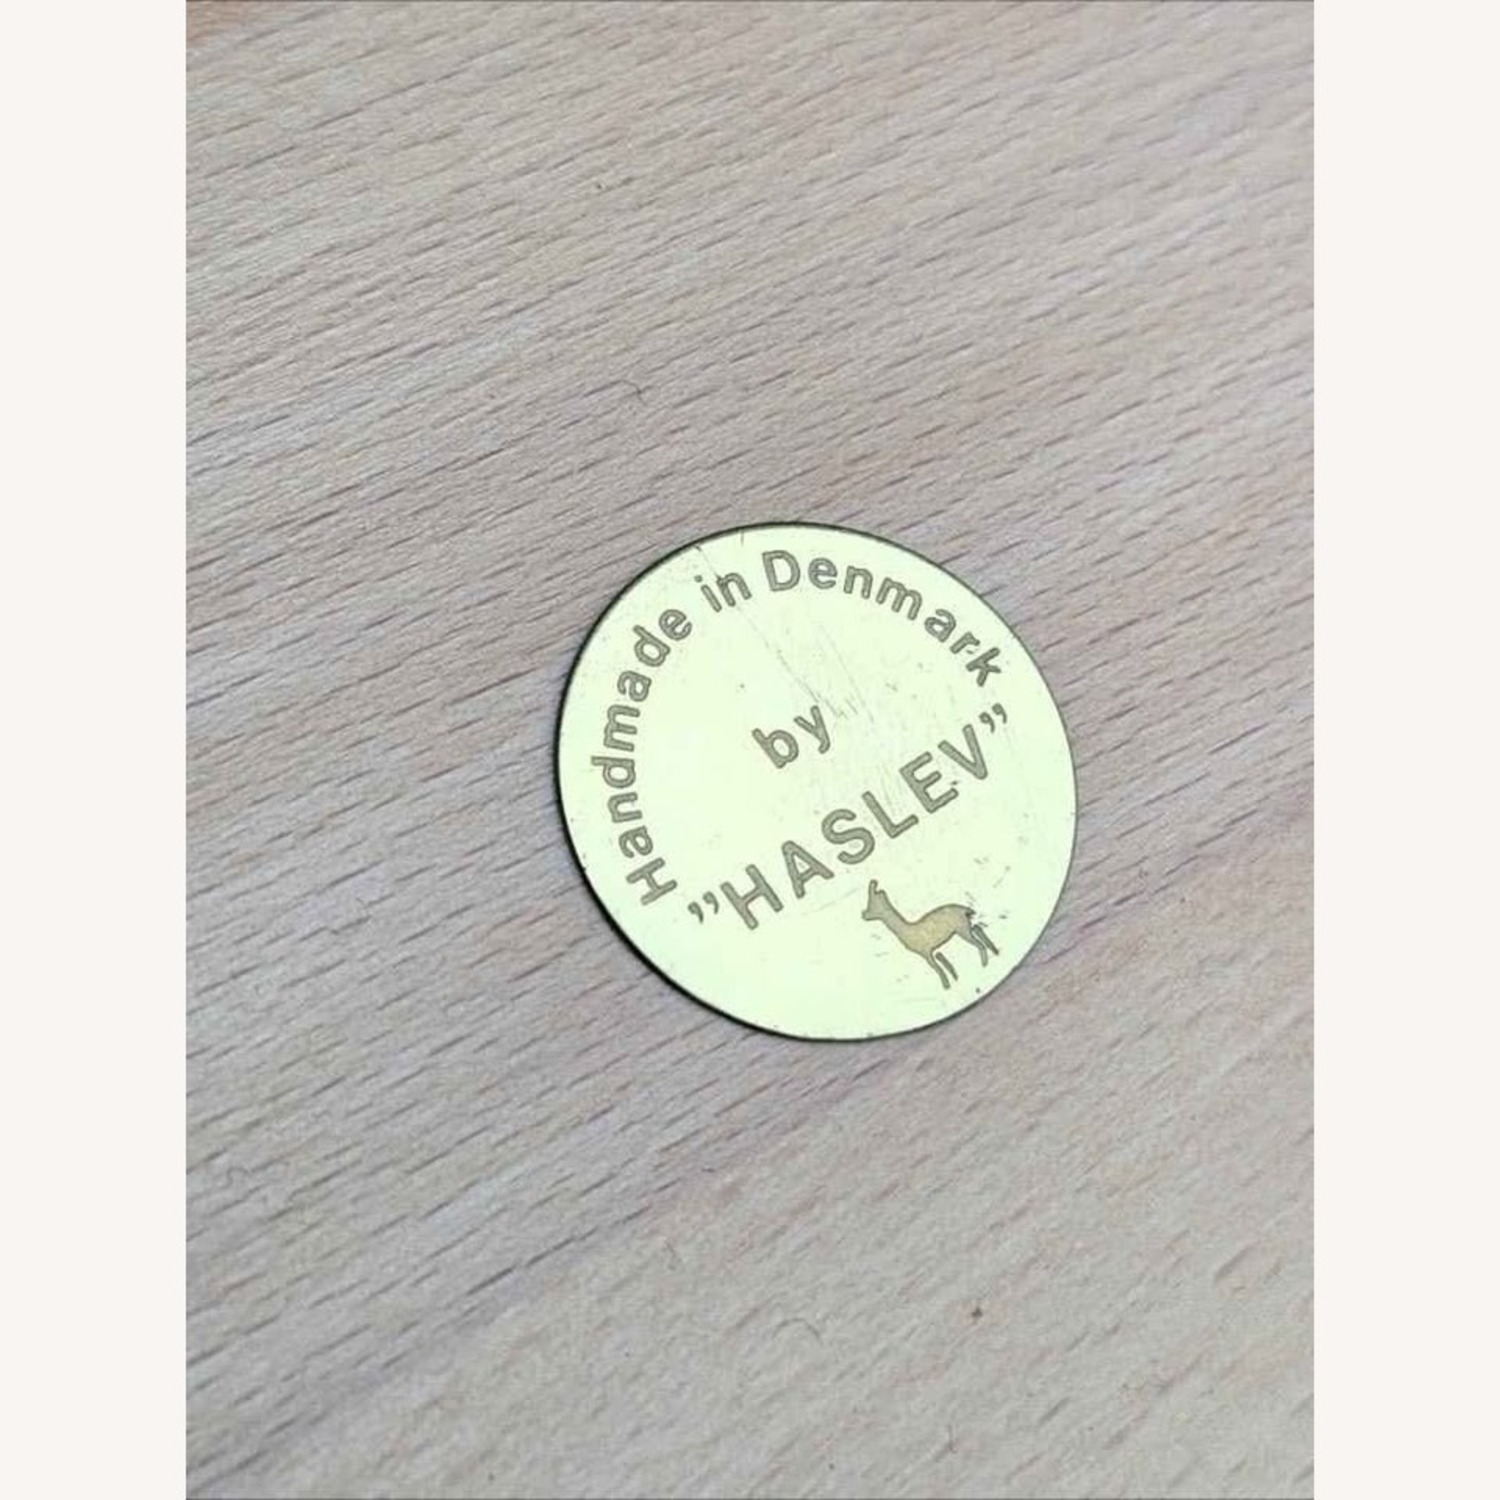 Handmade in Denmark
by
”HASLEV”